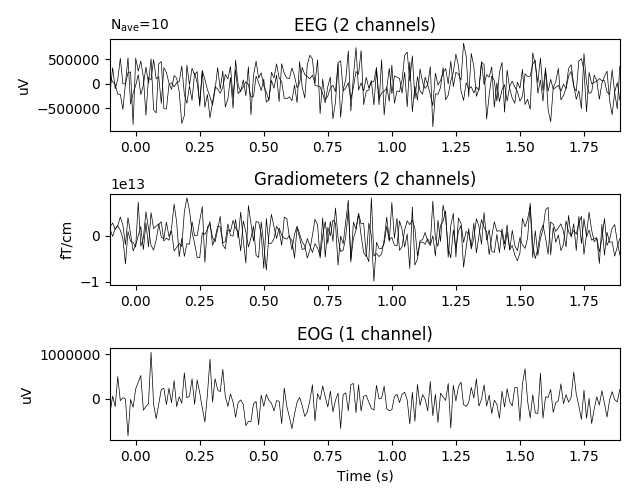 N_ave=10
EEG (2 channels)
500000
0
−500000
uV
0.00 0.25 0.50 0.75 1.00 1.25 1.50 1.75
1e13
Gradiometers (2 channels)
0
−1
fT/cm
0.00 0.25 0.50 0.75 1.00 1.25 1.50 1.75
EOG (1 channel)
1000000
0
uV
0.00 0.25 0.50 0.75 1.00 1.25 1.50 1.75
Time (s)